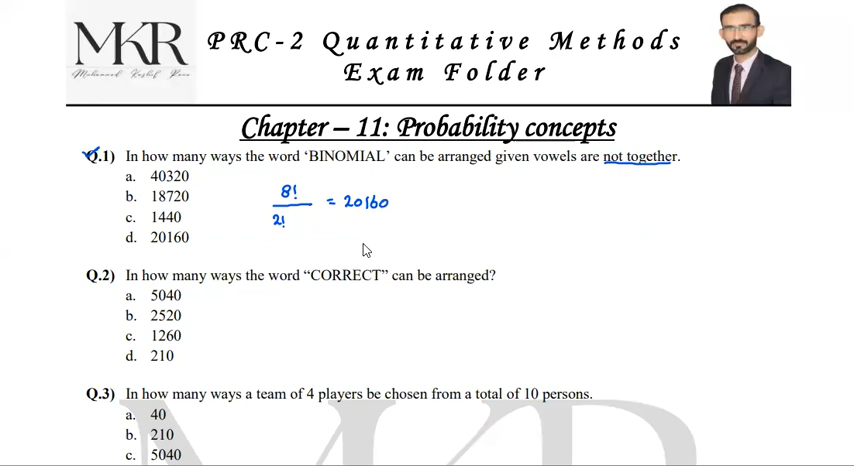 MKR
Mohammad Kashif Rana
PRC-2 Quantitative Methods
Exam Folder
Chapter – 11: Probability concepts
Q.1) In how many ways the word ‘BINOMIAL’ can be arranged given vowels are not together.
a. 40320
b. 18720
c. 1440
d. 20160
8!
2!
= 20160
Q.2) In how many ways the word “CORRECT” can be arranged?
a. 5040
b. 2520
c. 1260
d. 210
Q.3) In how many ways a team of 4 players be chosen from a total of 10 persons.
a. 40
b. 210
c. 5040